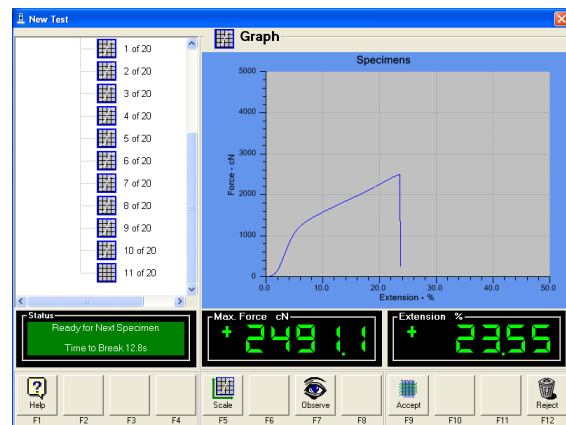 New Test
1 of 20
2 of 20
3 of 20
4 of 20
5 of 20
6 of 20
7 of 20
8 of 20
9 of 20
10 of 20
11 of 20
Graph
Specimens
5000
4000
3000
2000
1000
0
Force - cN
0.0 10.0 20.0 30.0 40.0 50.0
Extension - %
Status
Ready for Next Specimen
Time to Break 12.8s
Max. Force cN
+ 2491.1
Extension %
+ 23.55
Help Scale Observe Accept Reject
F1 F2 F3 F4 F5 F6 F7 F8 F9 F10 F11 F12